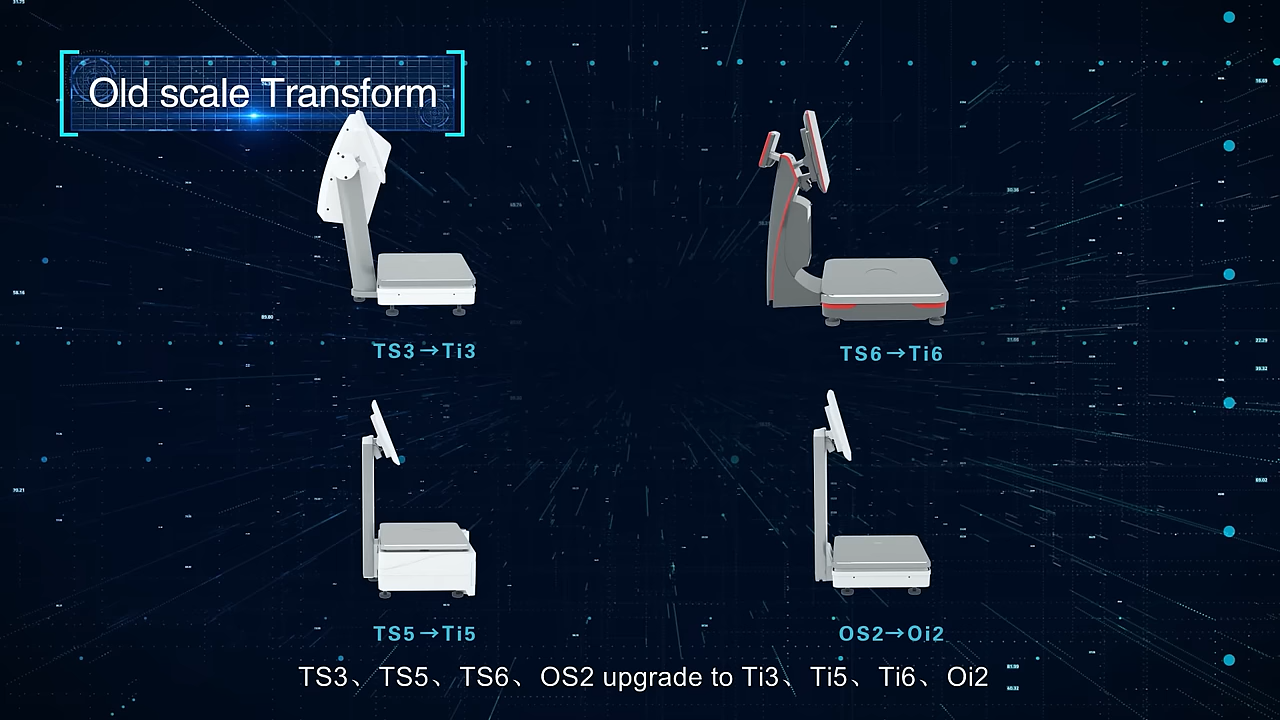 Old scale Transform
TS3→Ti3
TS6→Ti6
TS5→Ti5
OS2→Oi2
TS3、TS5、TS6、OS2 upgrade to Ti3、Ti5、Ti6、Oi2